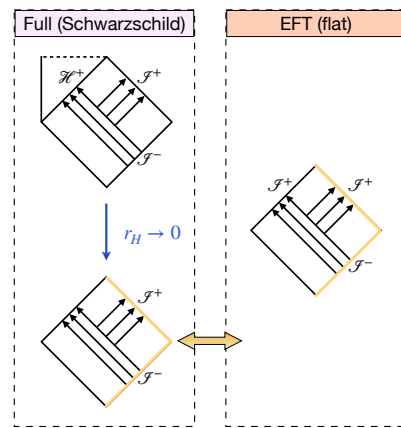 Full (Schwarzschild)
EFT (flat)
ℋ⁺ ℐ⁺
ℐ⁻
r_H → 0
ℐ⁺ ℐ⁺
ℐ⁻
ℐ⁺
ℐ⁻